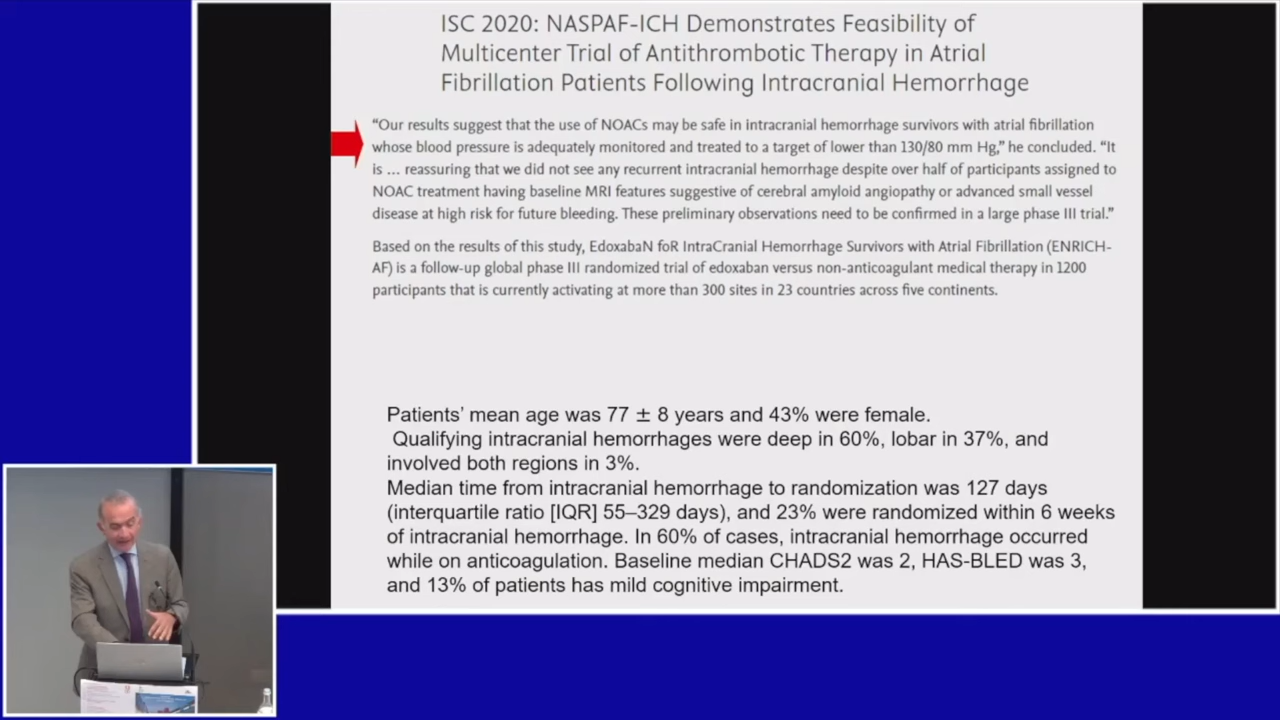 ISC 2020: NASPAF-ICH Demonstrates Feasibility of
Multicenter Trial of Antithrombotic Therapy in Atrial
Fibrillation Patients Following Intracranial Hemorrhage
“Our results suggest that the use of NOACs may be safe in intracranial hemorrhage survivors with atrial fibrillation
whose blood pressure is adequately monitored and treated to a target of lower than 130/80 mm Hg,” he concluded. “It
is ... reassuring that we did not see any recurrent intracranial hemorrhage despite over half of participants assigned to
NOAC treatment having baseline MRI features suggestive of cerebral amyloid angiopathy or advanced small vessel
disease at high risk for future bleeding. These preliminary observations need to be confirmed in a large phase III trial.”
Based on the results of this study, EdoxabaN foR IntraCranial Hemorrhage Survivors with Atrial Fibrillation (ENRICH-
AF) is a follow-up global phase III randomized trial of edoxaban versus non-anticoagulant medical therapy in 1200
participants that is currently activating at more than 300 sites in 23 countries across five continents.
Patients’ mean age was 77 ± 8 years and 43% were female.
Qualifying intracranial hemorrhages were deep in 60%, lobar in 37%, and
involved both regions in 3%.
Median time from intracranial hemorrhage to randomization was 127 days
(interquartile ratio [IQR] 55–329 days), and 23% were randomized within 6 weeks
of intracranial hemorrhage. In 60% of cases, intracranial hemorrhage occurred
while on anticoagulation. Baseline median CHADS2 was 2, HAS-BLED was 3,
and 13% of patients has mild cognitive impairment.